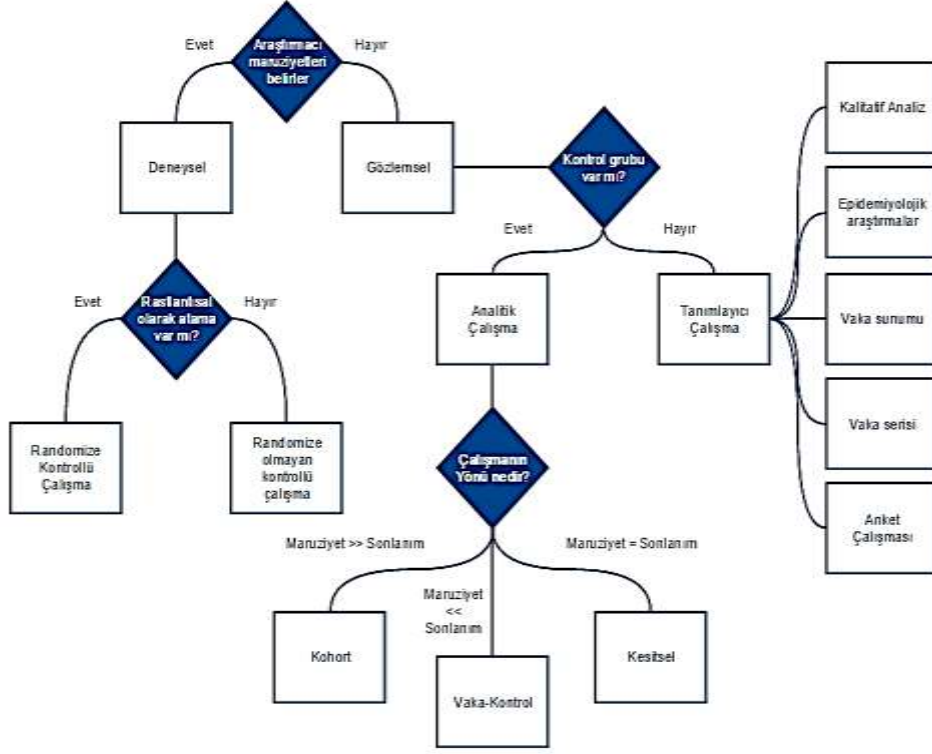 Araştırmacı
maruziyetleri
belirler
Evet
Hayır
Deneysel
Gözlemsel
Kontrol grubu
var mı?
Evet
Hayır
Rastlantısal
olarak atama
var mı?
Evet
Hayır
Randomize
Kontrollü
Çalışma
Randomize
olmayan
kontrollü
çalışma
Analitik
Çalışma
Tanımlayıcı
Çalışma
Kalitatif Analiz
Epidemiyolojik
araştırmalar
Vaka sunumu
Vaka serisi
Anket
Çalışması
Çalışmanın
Yönü nedir?
Maruziyet >> Sonlanım
Maruziyet
<<
Sonlanım
Maruziyet = Sonlanım
Kohort
Vaka-Kontrol
Kesitsel